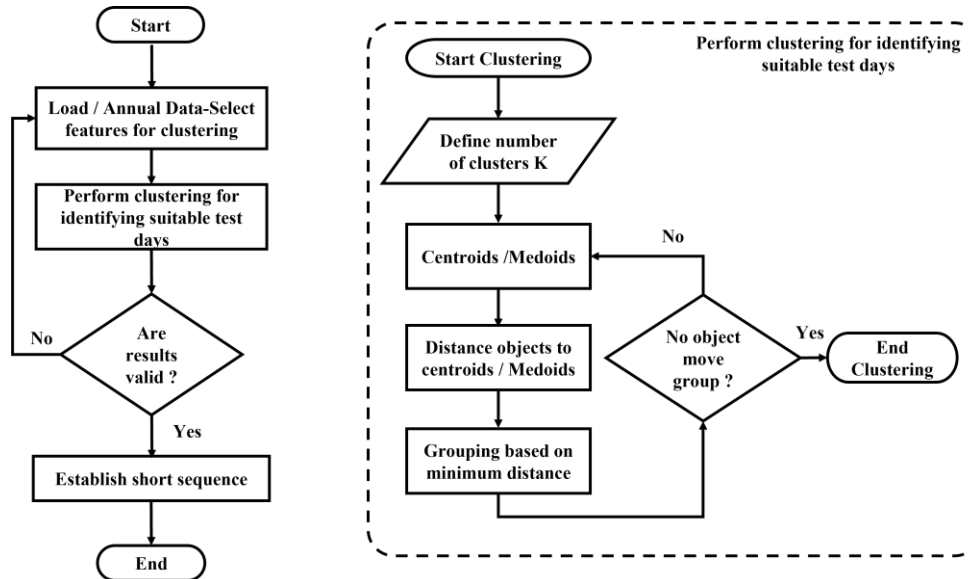 Start
Load / Annual Data-Select
features for clustering
Perform clustering for
identifying suitable test
days
Are
results
valid ?
No
Yes
Establish short sequence
End
Perform clustering for identifying
suitable test days
Start Clustering
Define number
of clusters K
Centroids /Medoids
Distance objects to
centroids / Medoids
Grouping based on
minimum distance
No
No object
move
group ?
Yes
End
Clustering